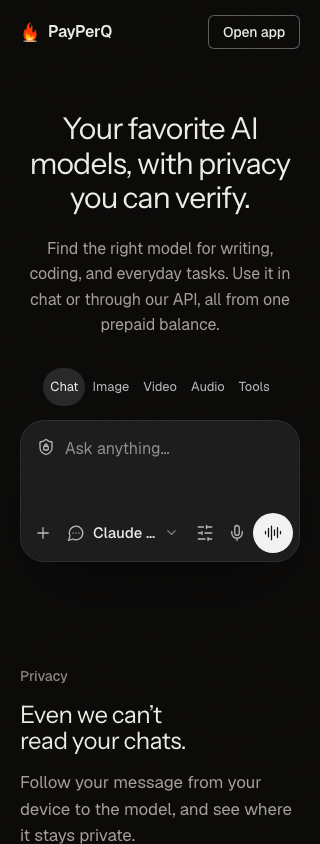 PayPerQ
Open app
Your favorite AI
models, with privacy
you can verify.
Find the right model for writing,
coding, and everyday tasks. Use it in
chat or through our API, all from one
prepaid balance.
Chat Image Video Audio Tools
Ask anything...
Claude ...
Privacy
Even we can't
read your chats.
Follow your message from your
device to the model, and see where
it stays private.